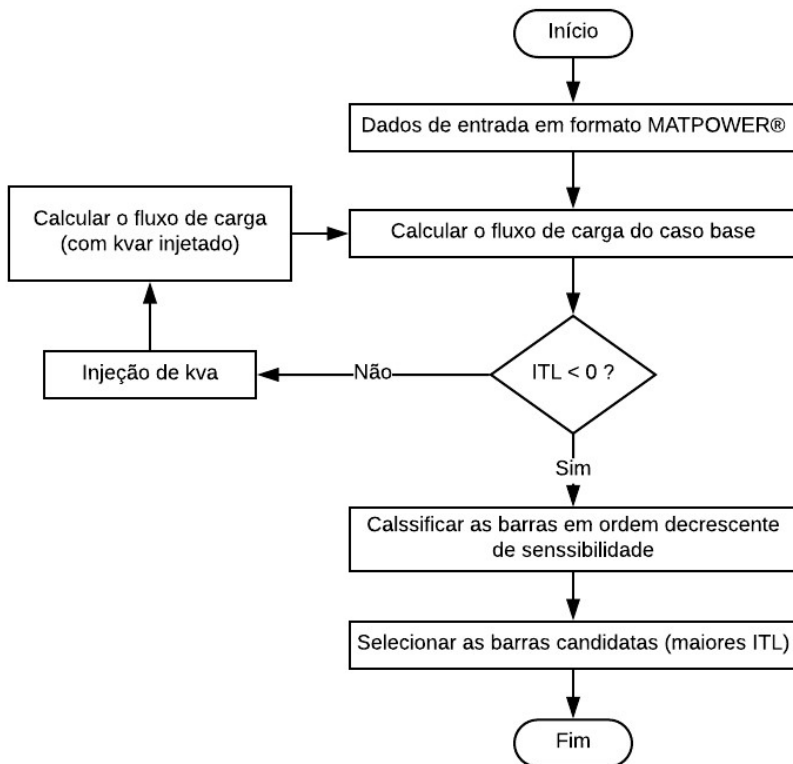 Início
Dados de entrada em formato MATPOWER®
Calcular o fluxo de carga
(com kvar injetado)
Calcular o fluxo de carga do caso base
Injeção de kva
Não
ITL < 0 ?
Sim
Calssificar as barras em ordem decrescente
de senssibilidade
Selecionar as barras candidatas (maiores ITL)
Fim